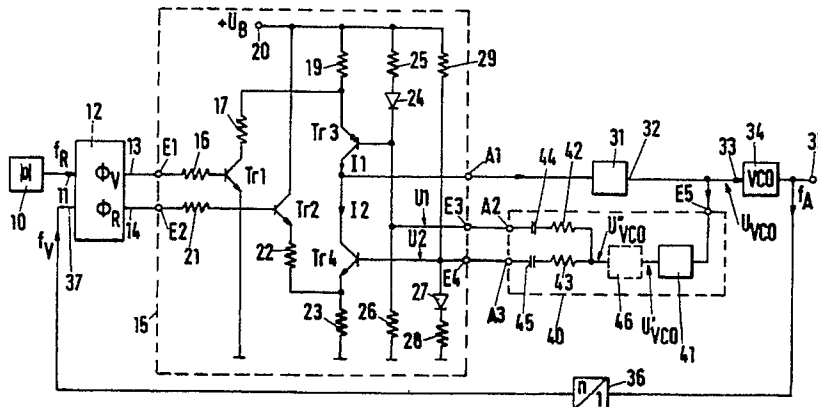 +U_B
20
12
10
f_R
11
f_V
37
Φ_V
Φ_R
13
14
E1
E2
15
16
17
19
21
22
23
24
25
26
27
28
29
Tr1
Tr2
Tr3
Tr4
I1
I2
U1
U2
A1
A2
A3
E3
E4
E5
44
42
45
43
40
46
41
U"_VCO
U'_VCO
31
32
33
34
VCO
U_VCO
f_A
n
1
36